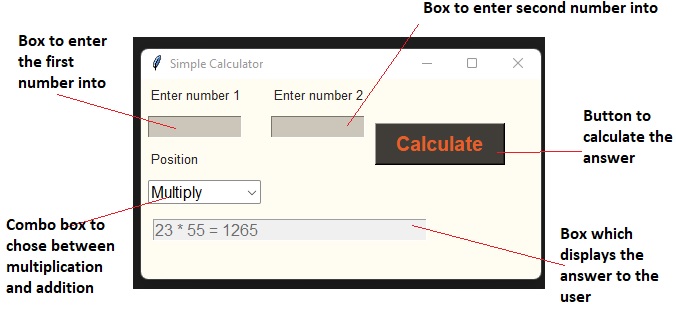 Box to enter second number into
Box to enter
the first
number into
Simple Calculator
Enter number 1
Enter number 2
Calculate
Button to
calculate the
answer
Position
Multiply
23 * 55 = 1265
Combo box to
chose between
multiplication
and addition
Box which
displays the
answer to the
user